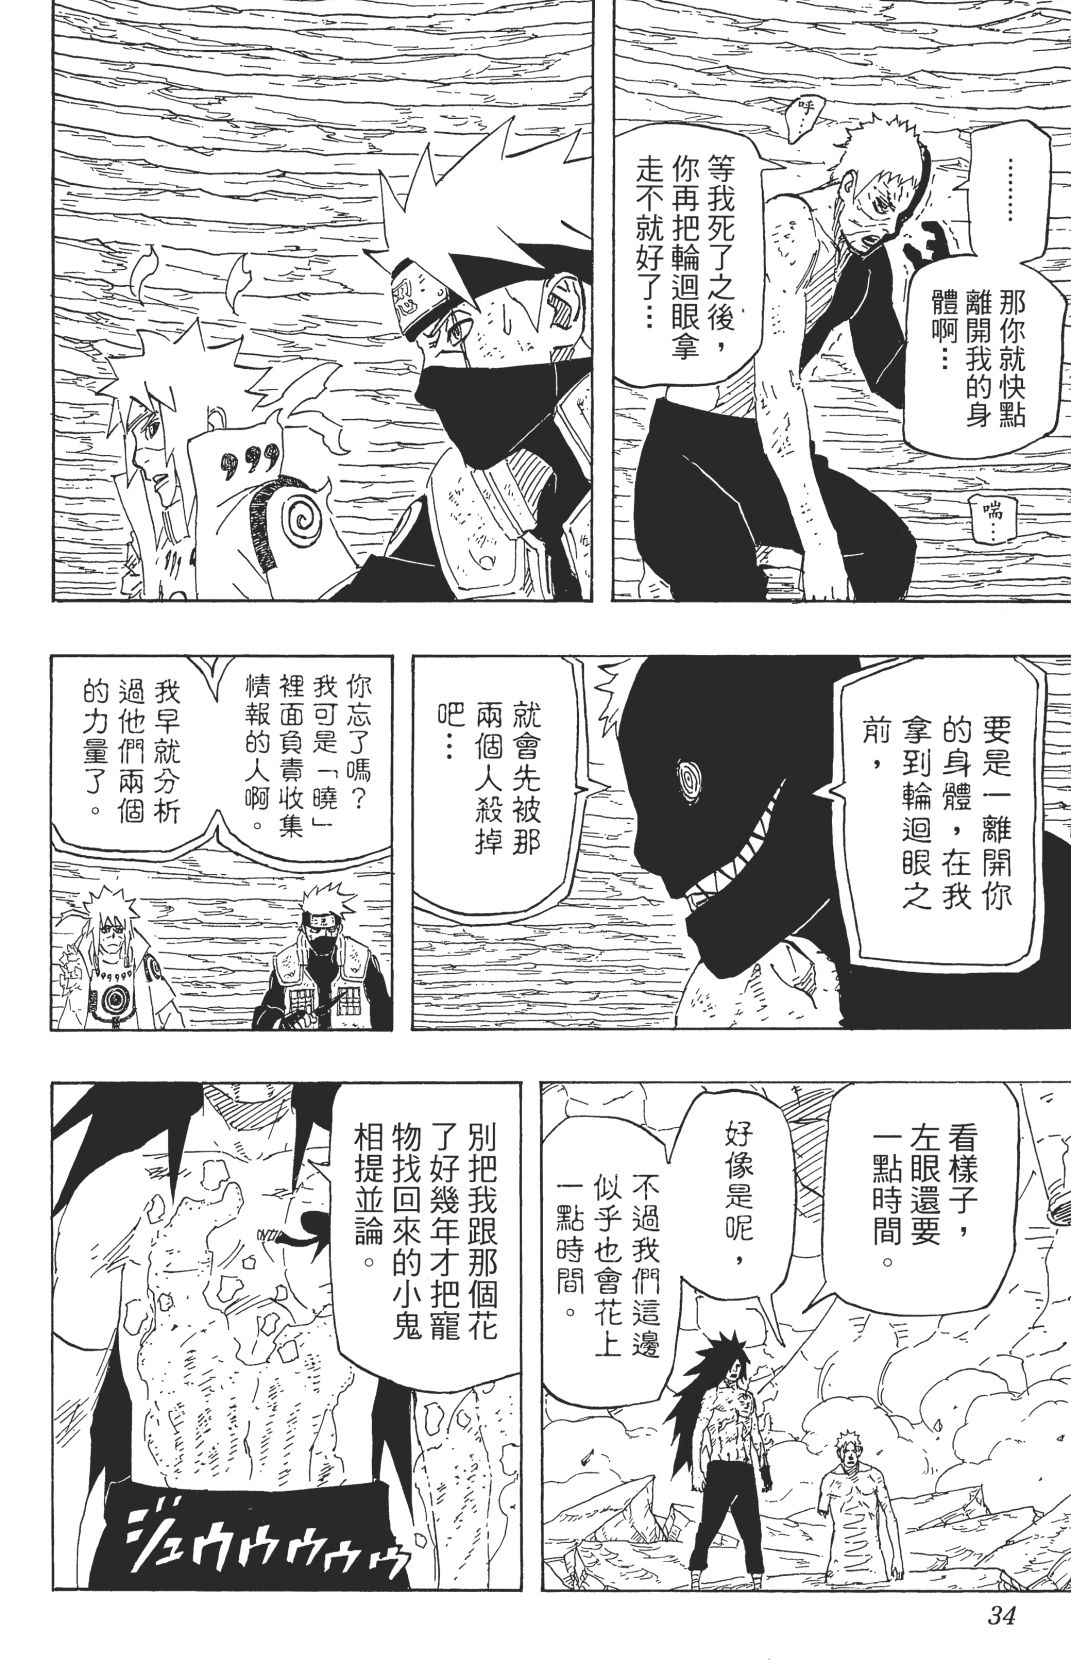 ………
那你就快點
離開我的身
體啊…
呼…
喘…
等我死了之後，
你再把輪迴眼拿
走不就好了…
要是一離開你
的身體，在我
拿到輪迴眼之
前，
就會先被那
兩個人殺掉
吧…
你忘了嗎？
我可是「曉」
裡面負責收集
情報的人啊。
我早就分析
過他們兩個
的力量了。
看樣子，
左眼還要
一點時間。
好像是呢，
不過我們這邊
似乎也會花上
一點時間。
別把我跟那個花
了好幾年才把寵
物找回來的小鬼
相提並論。
ジュウゥゥゥゥ
34